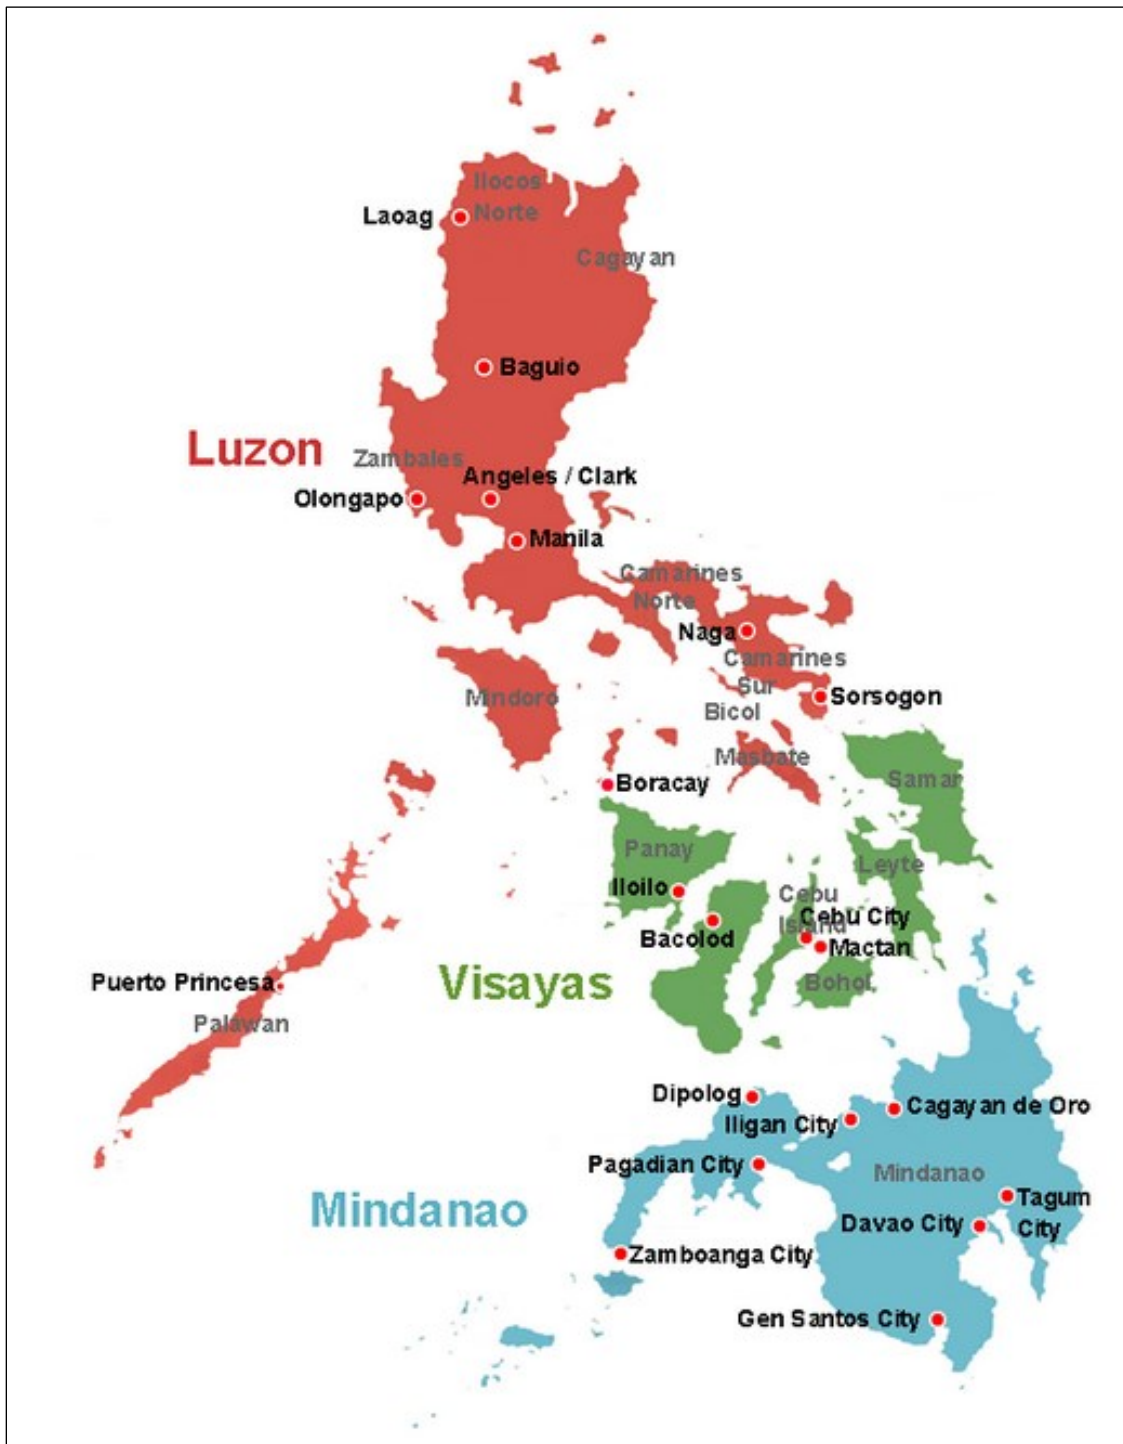 Ilocos
Norte
Laoag
Cagayan
Baguio
Luzon
Zambales
Angeles / Clark
Olongapo
Manila
Camarines
Norte
Naga
Camarines
Sur
Sorsogon
Mindoro
Bicol
Masbate
Samar
Boracay
Panay
Leyte
Iloilo
Cebu
Island
Cebu City
Bacolod
Mactan
Visayas
Bohol
Puerto Princesa
Palawan
Dipolog
Cagayan de Oro
Iligan City
Pagadian City
Mindanao
Mindanao
Tagum
City
Davao City
Zamboanga City
Gen Santos City